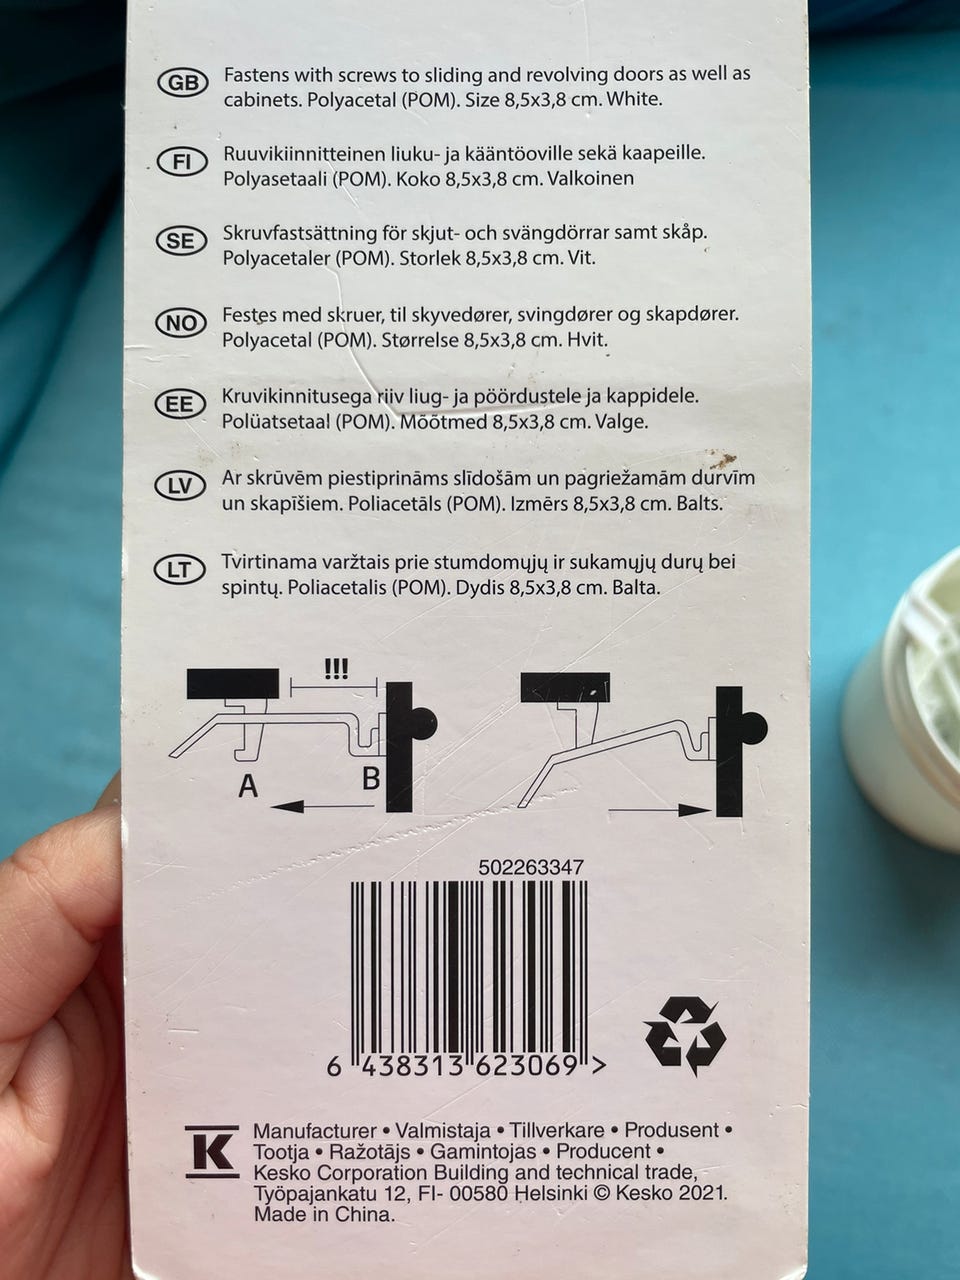 GB Fastens with screws to sliding and revolving doors as well as
cabinets. Polyacetal (POM). Size 8,5x3,8 cm. White.
FI Ruuvikiinnitteinen liuku- ja kääntöoville sekä kaapeille.
Polyasetaali (POM). Koko 8,5x3,8 cm. Valkoinen
SE Skruvfastsättning för skjut- och svängdörrar samt skåp.
Polyacetaler (POM). Storlek 8,5x3,8 cm. Vit.
NO Festes med skruer, til skyvedører, svingdører og skapdører.
Polyacetal (POM). Størrelse 8,5x3,8 cm. Hvit.
EE Kruvikinnitusega riiv liug- ja pöördustele ja kappidele.
Polüatsetaal (POM). Mõõtmed 8,5x3,8 cm. Valge.
LV Ar skrūvēm piestiprināms slīdošām un pagriežamām durvīm
un skapīšiem. Poliacetāls (POM). Izmērs 8,5x3,8 cm. Balts.
LT Tvirtinama varžtais prie stumdomųjų ir sukamųjų durų bei
spintų. Poliacetalis (POM). Dydis 8,5x3,8 cm. Balta.
!!!
A B
502263347
6 438313 623069 >
K
Manufacturer • Valmistaja • Tillverkare • Produsent •
Tootja • Ražotājs • Gamintojas • Producent •
Kesko Corporation Building and technical trade,
Työpajankatu 12, FI- 00580 Helsinki © Kesko 2021.
Made in China.